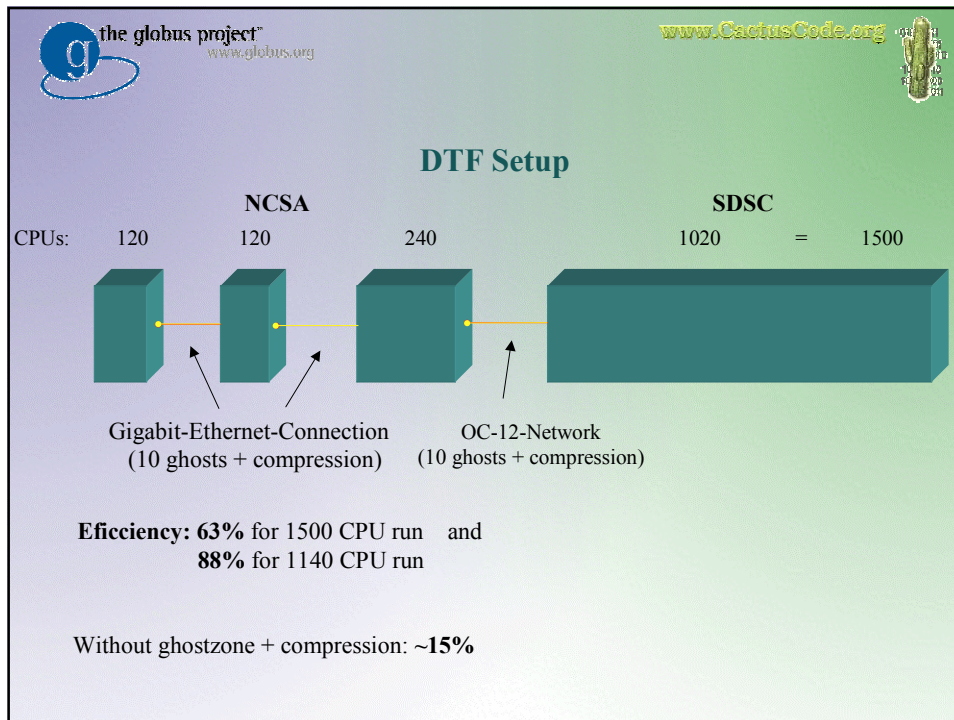 the globus project™
www.globus.org
www.CactusCode.org
DTF Setup
NCSA SDSC
CPUs: 120 120 240 1020 = 1500
Gigabit-Ethernet-Connection
(10 ghosts + compression)
OC-12-Network
(10 ghosts + compression)
Eficciency: 63% for 1500 CPU run and
88% for 1140 CPU run
Without ghostzone + compression: ~15%